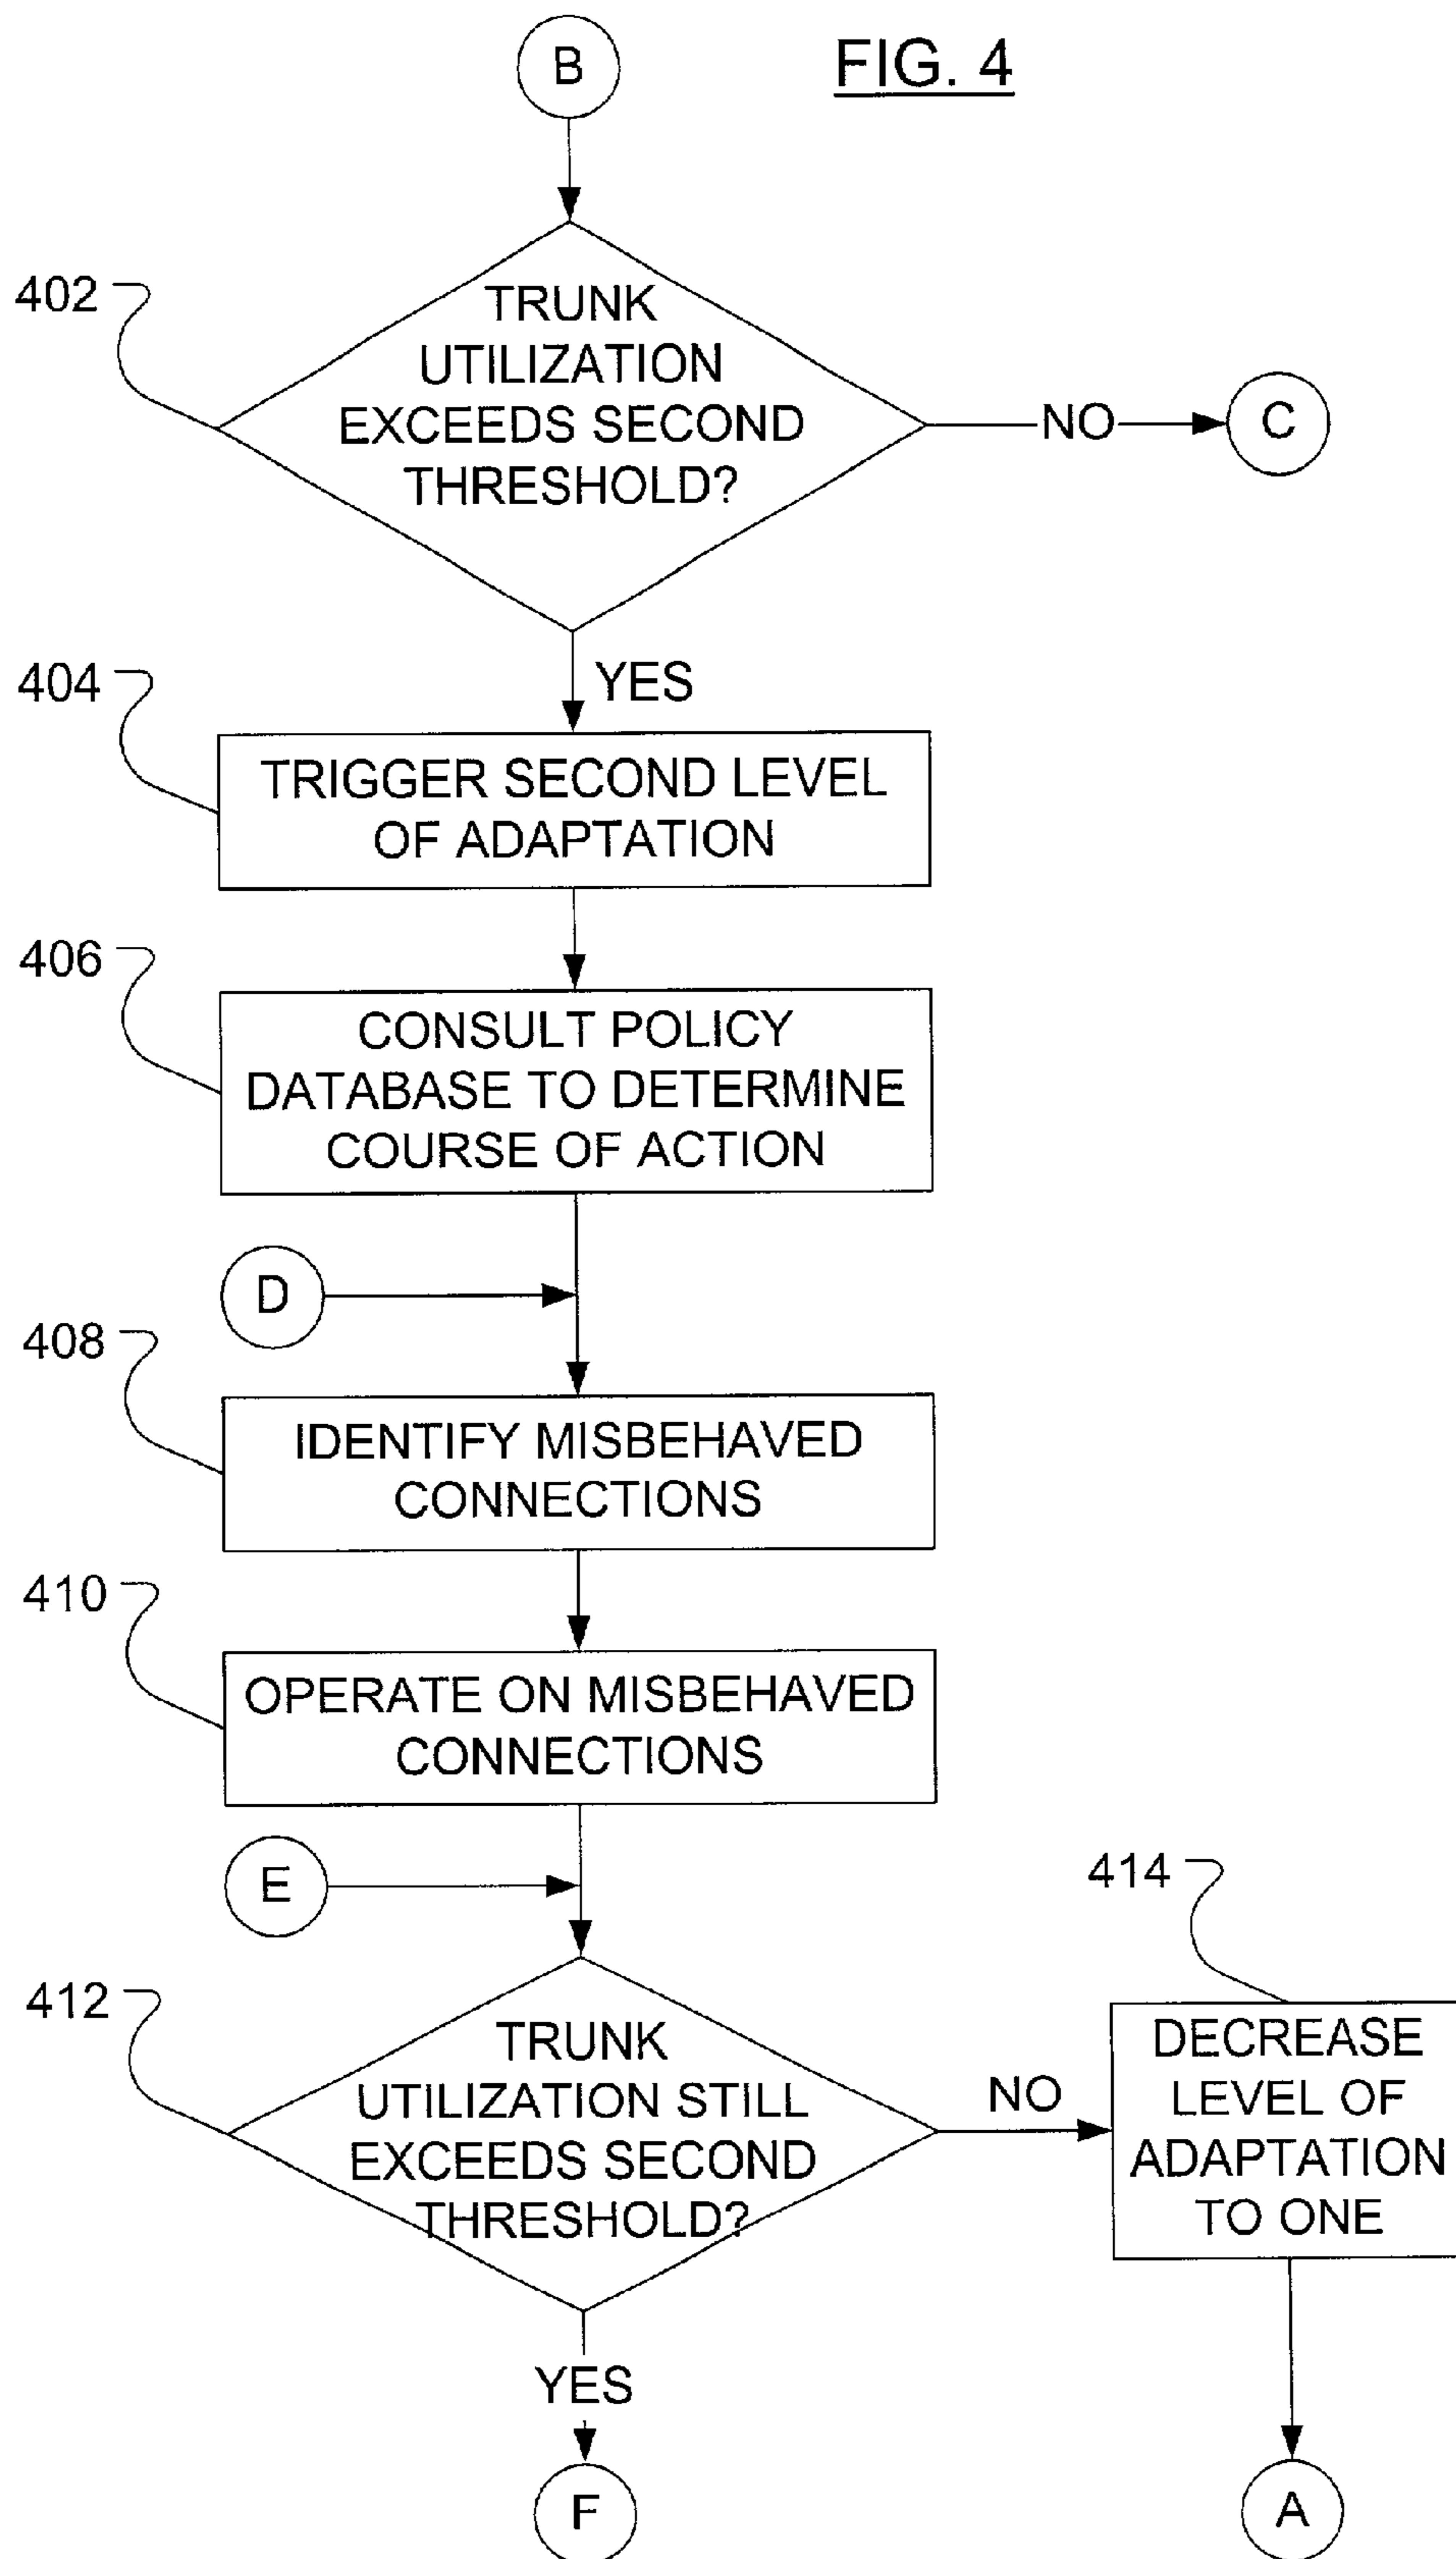 B
FIG. 4
402
TRUNK
UTILIZATION
EXCEEDS SECOND
THRESHOLD?
NO
C
YES
404
TRIGGER SECOND LEVEL
OF ADAPTATION
406
CONSULT POLICY
DATABASE TO DETERMINE
COURSE OF ACTION
D
408
IDENTIFY MISBEHAVED
CONNECTIONS
410
OPERATE ON MISBEHAVED
CONNECTIONS
E
412
TRUNK
UTILIZATION STILL
EXCEEDS SECOND
THRESHOLD?
NO
414
DECREASE
LEVEL OF
ADAPTATION
TO ONE
YES
F
A